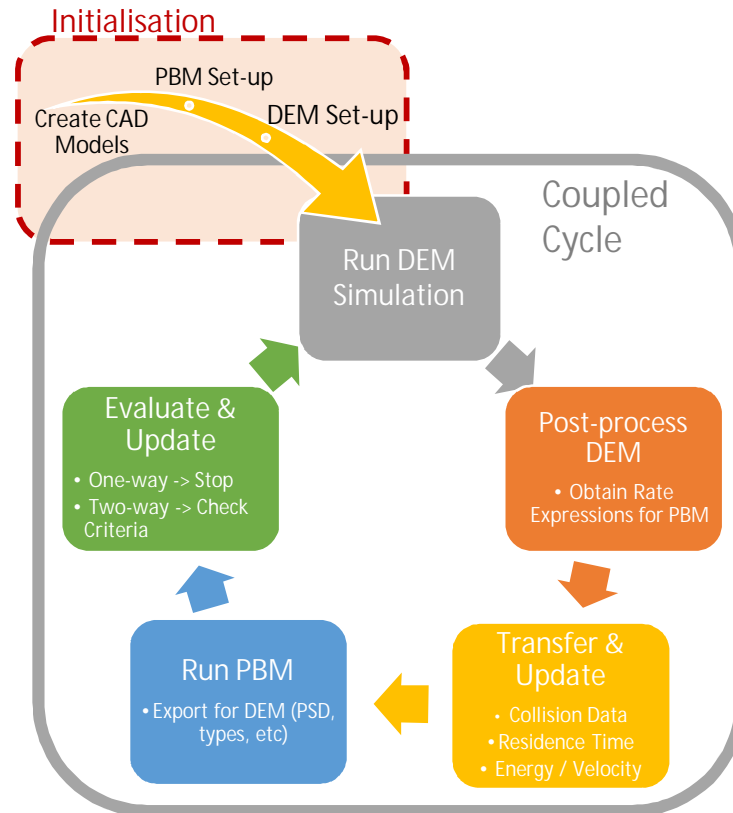 Initialisation
PBM Set-up
DEM Set-up
Create CAD
Models
Coupled
Cycle
Run DEM
Simulation
Post-process
DEM
• Obtain Rate
Expressions for PBM
Transfer &
Update
• Collision Data
• Residence Time
• Energy / Velocity
Run PBM
• Export for DEM (PSD,
types, etc)
Evaluate &
Update
• One-way -> Stop
• Two-way -> Check
Criteria